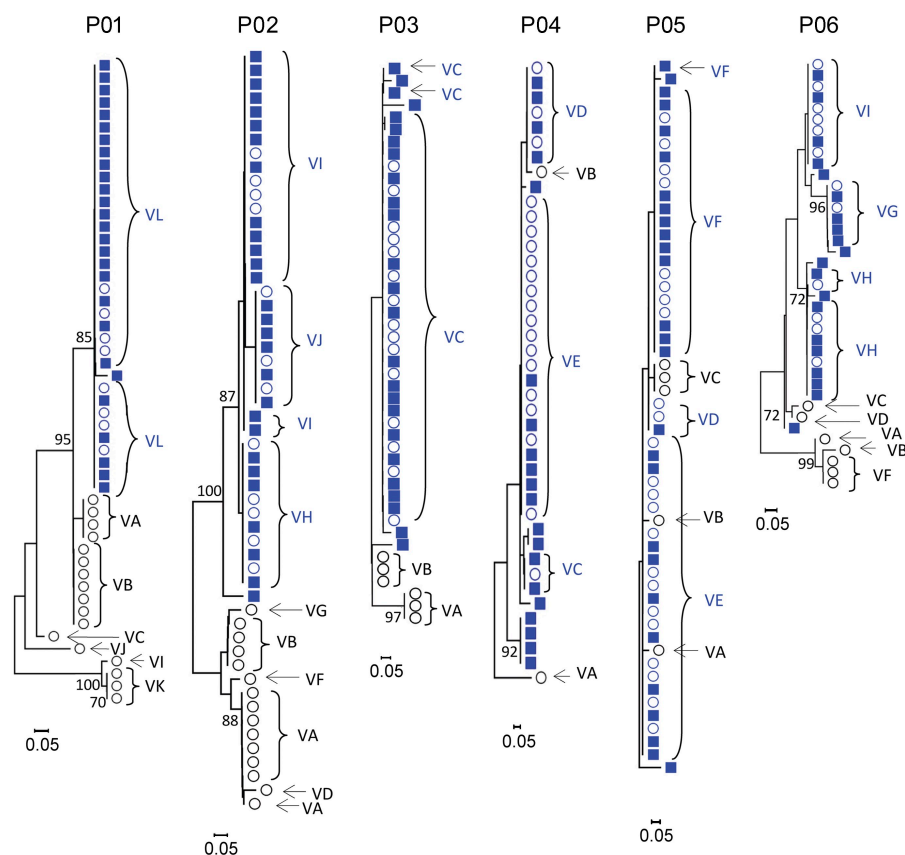 P01 P02 P03 P04 P05 P06
VL
85
VL
95
VA
VB
VC
VJ
VI
100
VK
70
0.05
VI
VJ
87
VI
VH
100
VG
VB
VF
88
VA
VD
VA
0.05
VC
VC
VC
VB
VA
97
0.05
VD
VB
VE
VC
92
VA
0.05
VF
VF
VC
VD
VB
VE
VA
0.05
VI
96
VG
VH
72
VH
VC
72
VD
VA
VB
99
VF
0.05